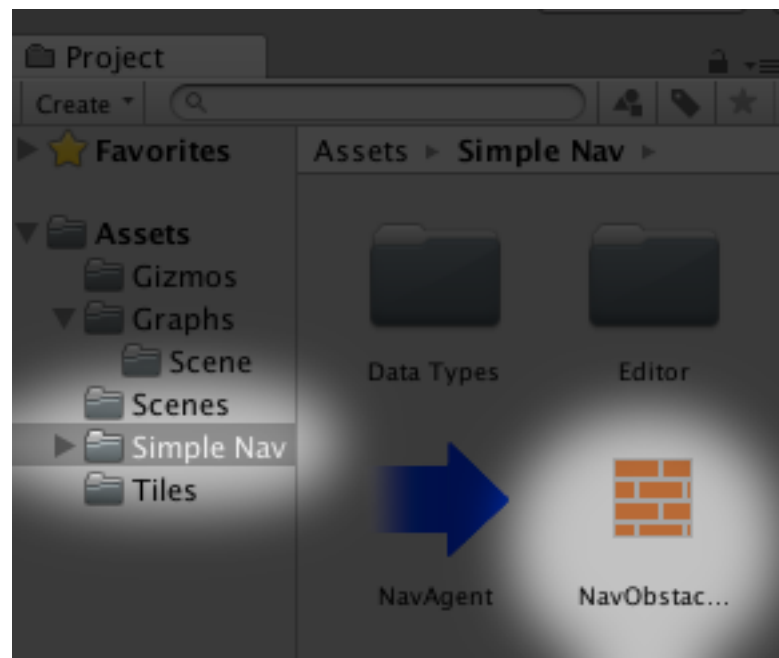 Project
Create
Favorites
Assets ▸ Simple Nav ▸
Assets
Gizmos
Graphs
Scene
Scenes
Simple Nav
Tiles
Data Types
Editor
NavAgent
NavObstac...